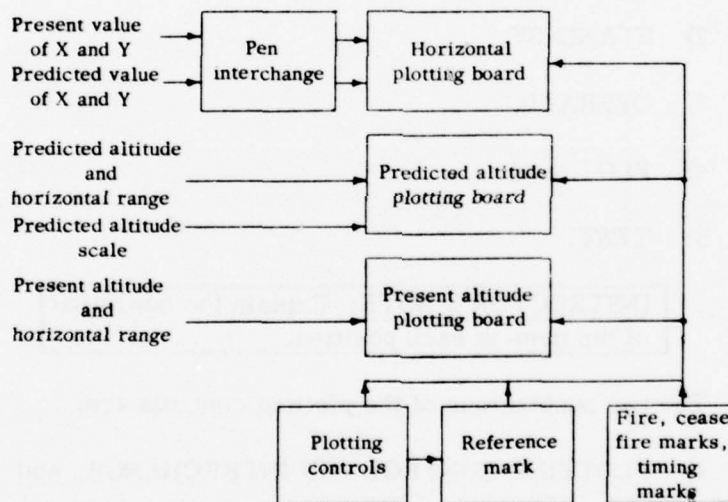 Present value
of X and Y
Predicted value
of X and Y
Pen
interchange
Horizontal
plotting board
Predicted altitude
and
horizontal range
Predicted altitude
scale
Predicted altitude
plotting board
Present altitude
and
horizontal range
Present altitude
plotting board
Plotting
controls
Reference
mark
Fire, cease
fire marks,
timing
marks